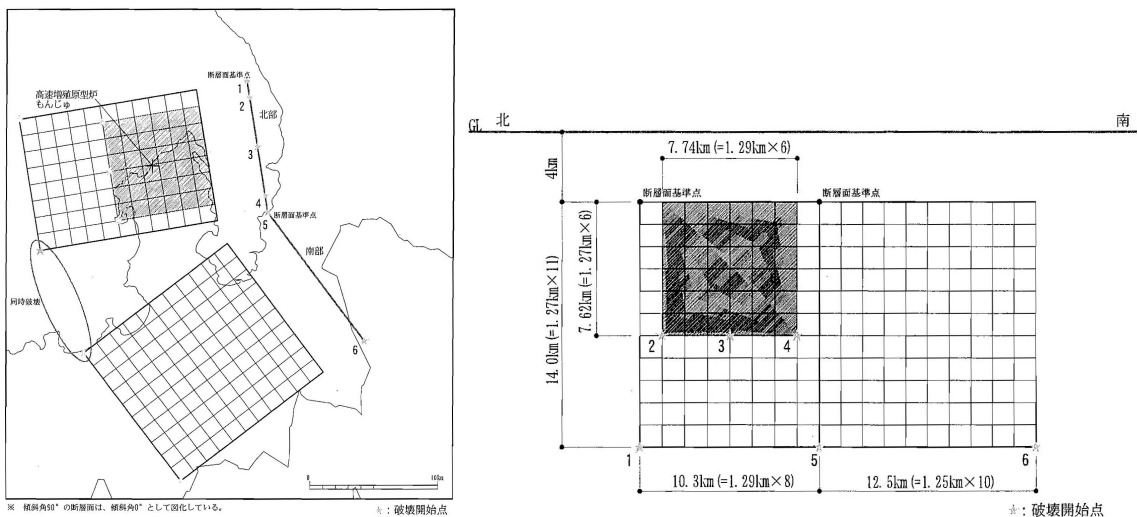 断層面基準点
1
2
北部
高速増殖原型炉
もんじゅ
3
4
断層面基準点
5
南部
同時破壊
6
0
10km
※ 傾斜角90°の断層面は、傾斜角0°として図化している。
☆：破壊開始点
GL 北
南
4km
7.74km(=1.29km×6)
断層面基準点
断層面基準点
7.62km(=1.27km×6)
14.0km(=1.27km×11)
2
3
4
1
5
6
10.3km(=1.29km×8)
12.5km(=1.25km×10)
☆：破壊開始点